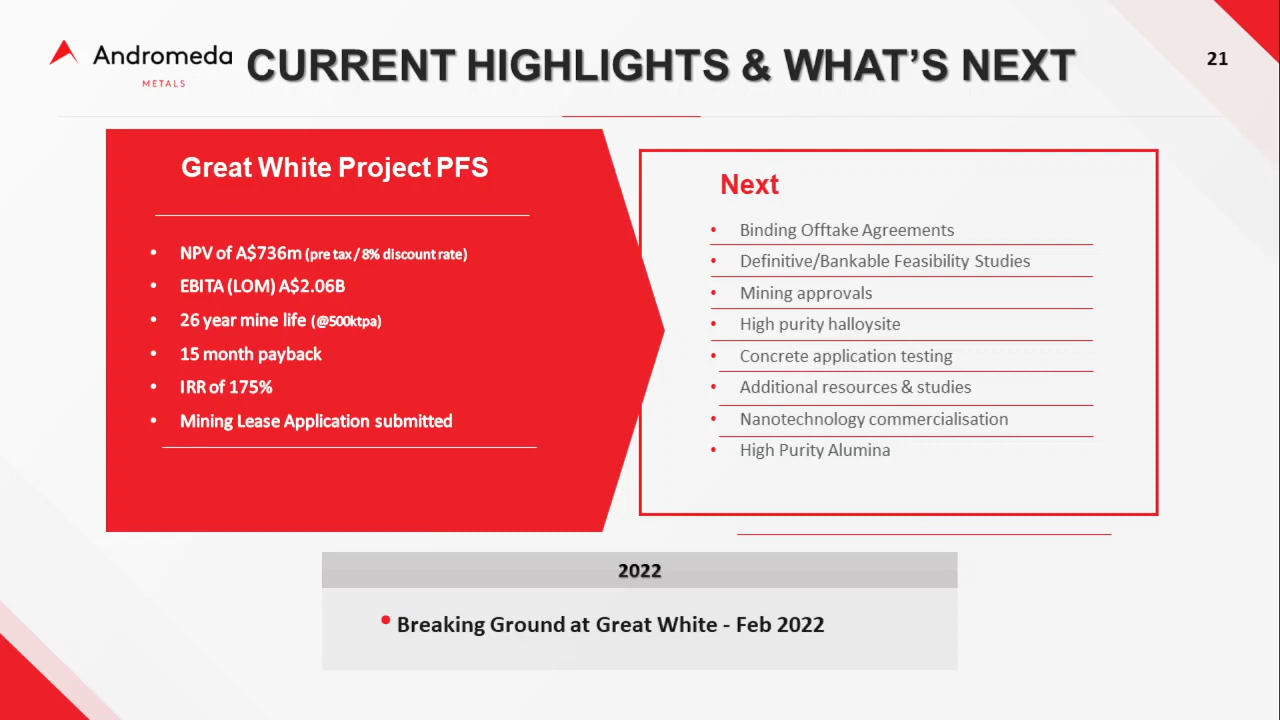 Andromeda
METALS
CURRENT HIGHLIGHTS & WHAT’S NEXT
21
Great White Project PFS
• NPV of A$736m (pre tax / 8% discount rate)
• EBITA (LOM) A$2.06B
• 26 year mine life (@500ktpa)
• 15 month payback
• IRR of 175%
• Mining Lease Application submitted
Next
• Binding Offtake Agreements
• Definitive/Bankable Feasibility Studies
• Mining approvals
• High purity halloysite
• Concrete application testing
• Additional resources & studies
• Nanotechnology commercialisation
• High Purity Alumina
2022
• Breaking Ground at Great White - Feb 2022